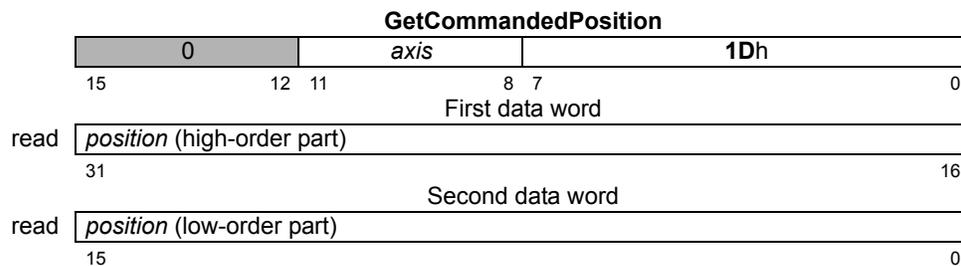 GetCommandedPosition
0 axis 1Dh
15 12 11 8 7 0
First data word
read position (high-order part)
31 16
Second data word
read position (low-order part)
15 0